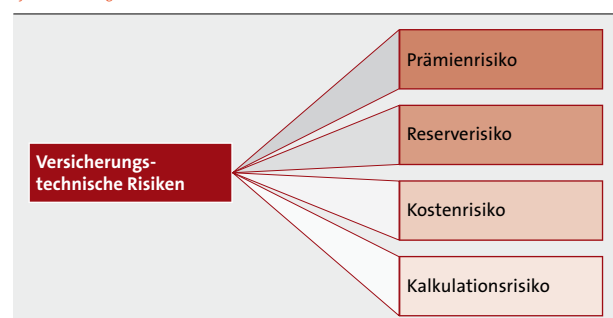 Prämienrisiko
Reserverisiko
Versicherungs-
technische Risiken
Kostenrisiko
Kalkulationsrisiko